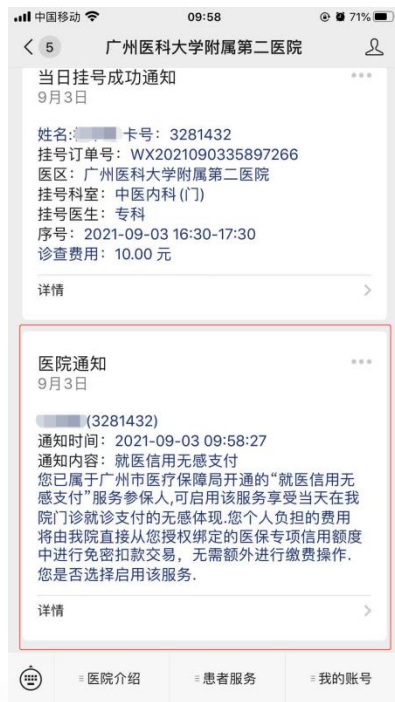 中国移动 09:58 71%
5 广州医科大学附属第二医院
当日挂号成功通知
9月3日
姓名: 卡号：3281432
挂号订单号：WX2021090335897266
医区：广州医科大学附属第二医院
挂号科室：中医内科(门)
挂号医生：专科
序号：2021-09-03 16:30-17:30
诊查费用：10.00 元
详情
医院通知
9月3日
(3281432)
通知时间：2021-09-03 09:58:27
通知内容：就医信用无感支付
您已属于广州市医疗保障局开通的“就医信用无
感支付”服务参保人,可启用该服务享受当天在我
院门诊就诊支付的无感体现.您个人负担的费用
将由我院直接从您授权绑定的医保专项信用额度
中进行免密扣款交易，无需额外进行缴费操作.
您是否选择启用该服务.
详情
医院介绍 患者服务 我的账号